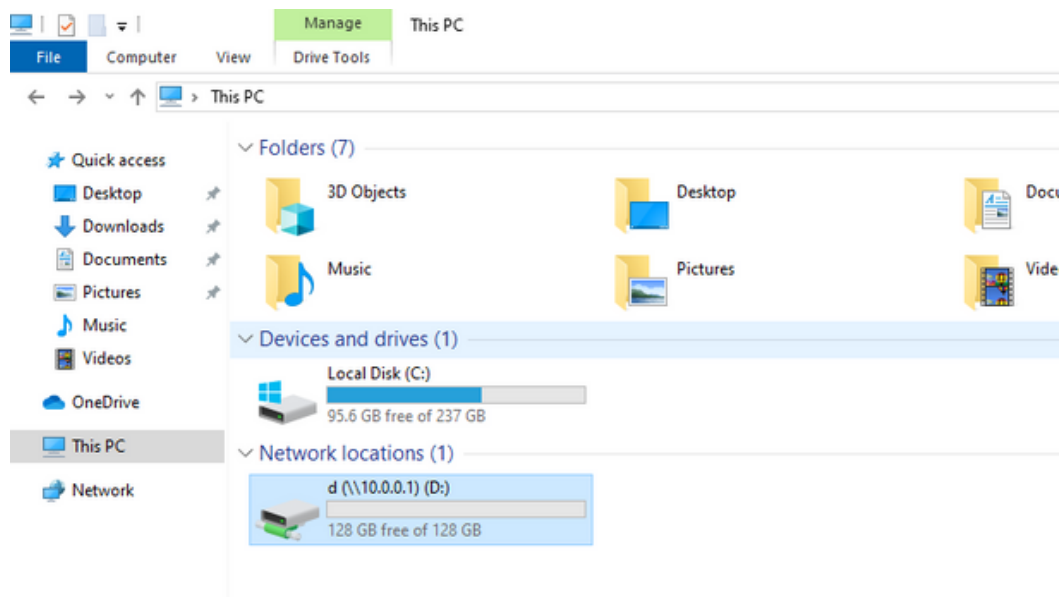 Manage This PC
File Computer View Drive Tools
This PC
Quick access
Desktop
Downloads
Documents
Pictures
Music
Videos
OneDrive
This PC
Network
Folders (7)
3D Objects
Desktop
Docu
Music
Pictures
Vide
Devices and drives (1)
Local Disk (C:)
95.6 GB free of 237 GB
Network locations (1)
d (\\10.0.0.1) (D:)
128 GB free of 128 GB